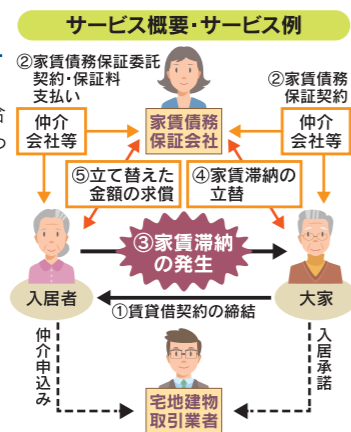 サービス概要・サービス例
②家賃債務保証委託
契約・保証料
支払い
②家賃債務
保証契約
合
っ
仲介
会社等
家賃債務
保証会社
仲介
会社等
⑤立て替えた
金額の求償
④家賃滞納の
立替
③家賃滞納
の発生
入居者
大家
①賃貸借契約の締結
仲介申込み
入居承諾
宅地建物
取引業者